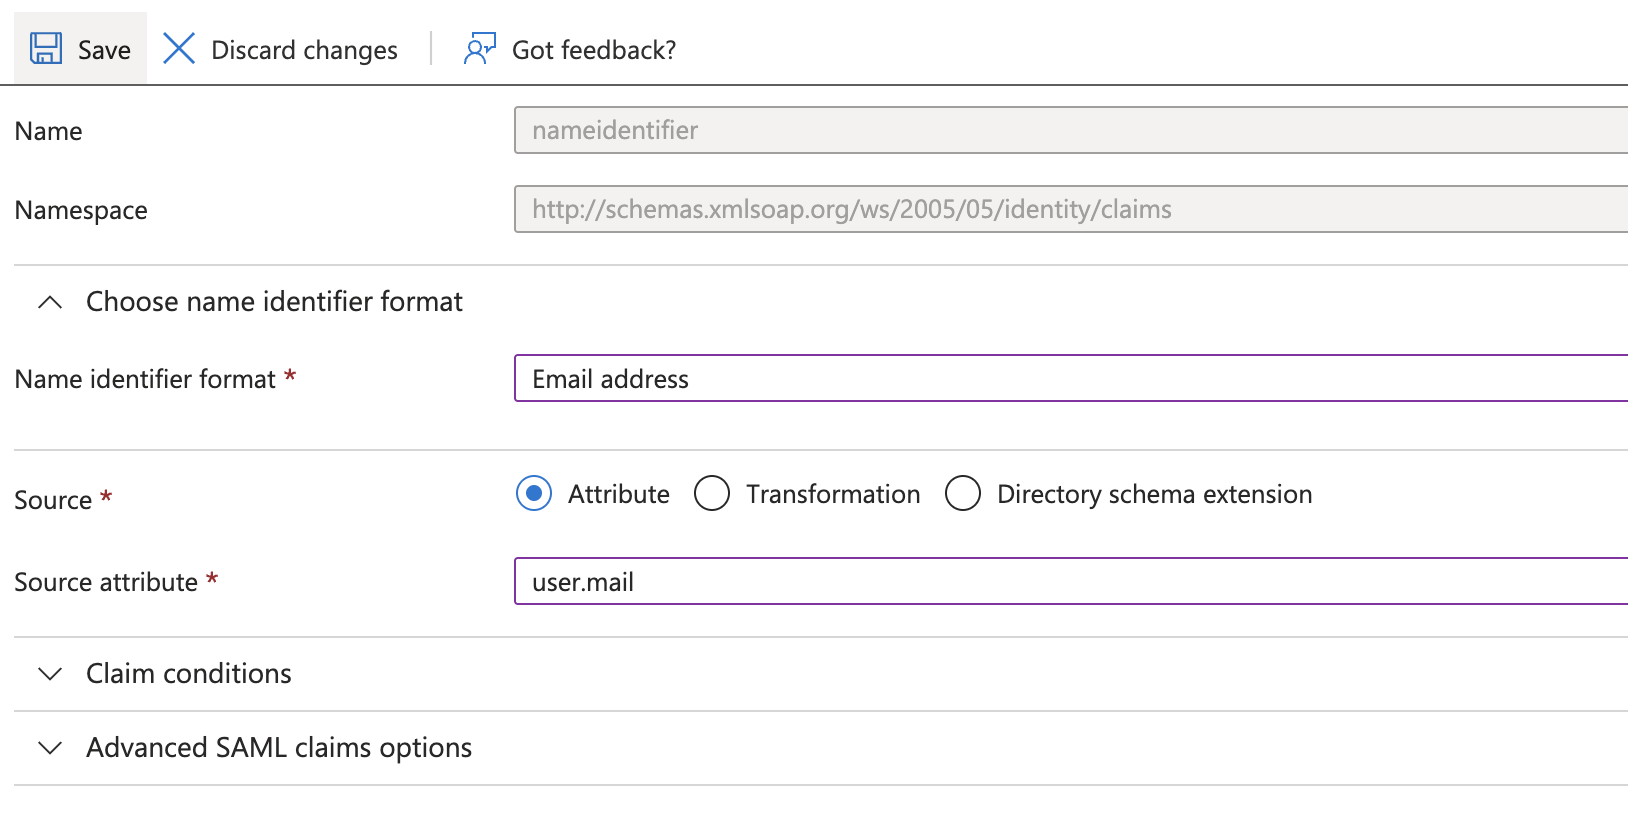 Save Discard changes Got feedback?
Name nameidentifier
Namespace http://schemas.xmlsoap.org/ws/2005/05/identity/claims
Choose name identifier format
Name identifier format * Email address
Source * Attribute Transformation Directory schema extension
Source attribute * user.mail
Claim conditions
Advanced SAML claims options